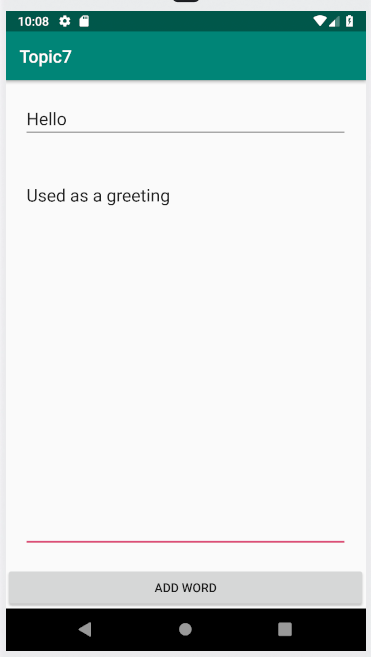 10:08
Topic7
Hello
Used as a greeting
ADD WORD